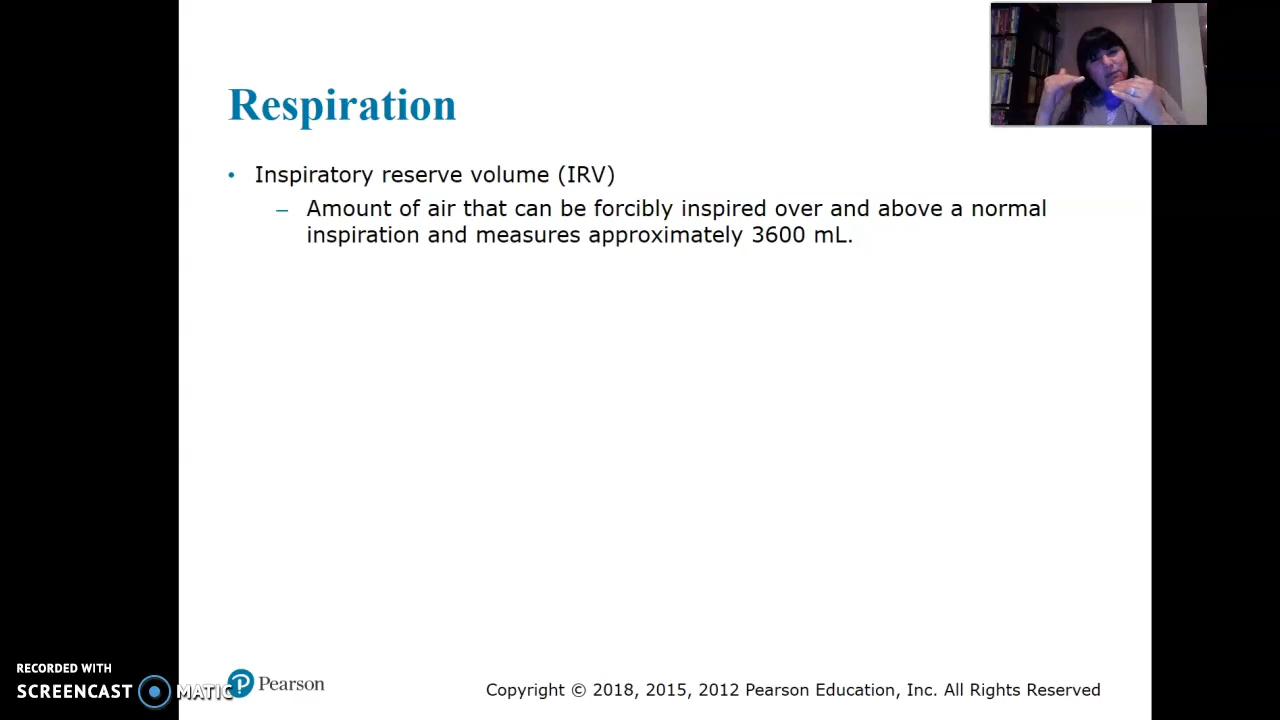 Respiration
• Inspiratory reserve volume (IRV)
– Amount of air that can be forcibly inspired over and above a normal
inspiration and measures approximately 3600 mL.
RECORDED WITH
SCREENCAST MATIC
Pearson
Copyright © 2018, 2015, 2012 Pearson Education, Inc. All Rights Reserved